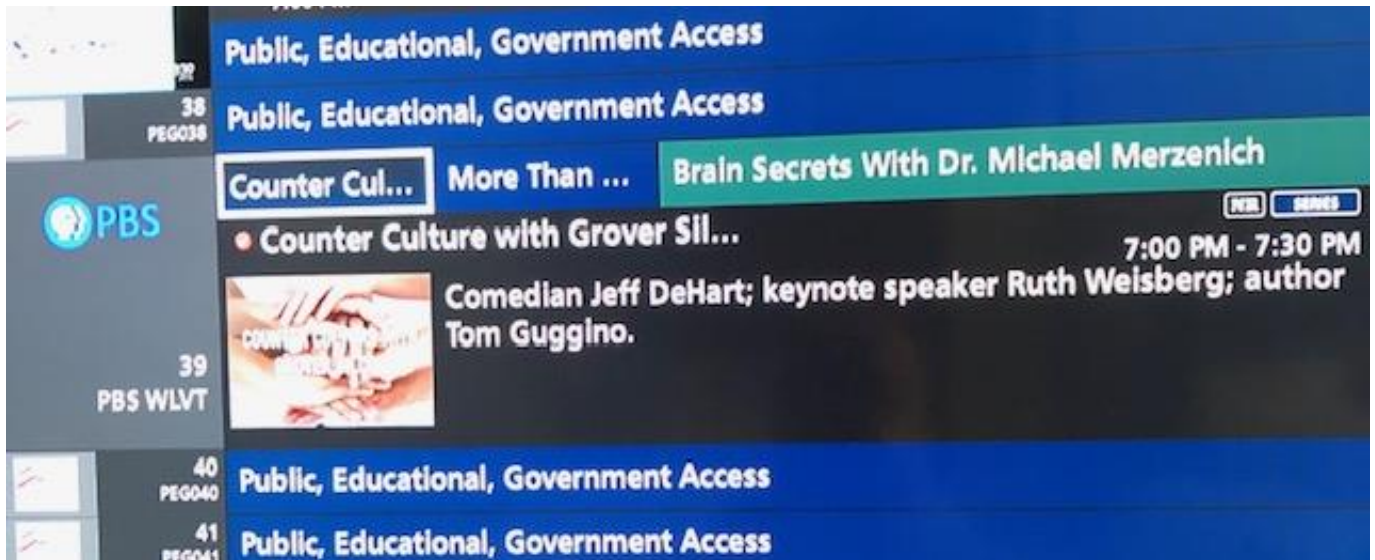 Public, Educational, Government Access
38
PEG038
Public, Educational, Government Access
Counter Cul...
More Than ...
Brain Secrets With Dr. Michael Merzenich
PBS
SERIES
Counter Culture with Grover Sil...
7:00 PM - 7:30 PM
Comedian Jeff DeHart; keynote speaker Ruth Weisberg; author
Tom Guggino.
39
PBS WLVT
40
PEG040
Public, Educational, Government Access
41
PEG041
Public, Educational, Government Access